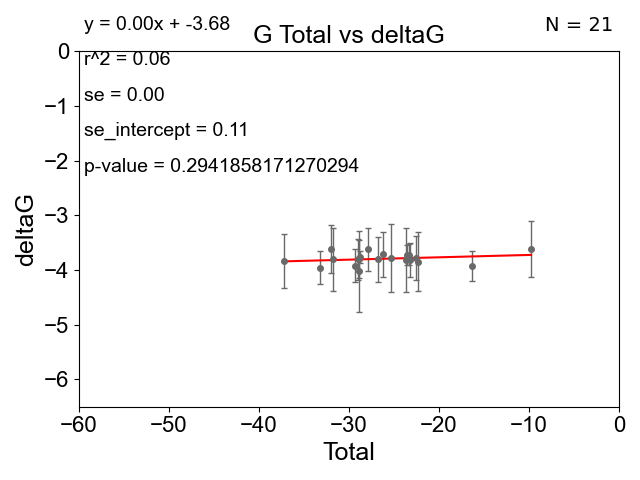 y = 0.00x + -3.68
N = 21
G Total vs deltaG
r^2 = 0.06
se = 0.00
se_intercept = 0.11
p-value = 0.2941858171270294
0
−1
−2
−3
−4
−5
−6
deltaG
−60 −50 −40 −30 −20 −10 0
Total